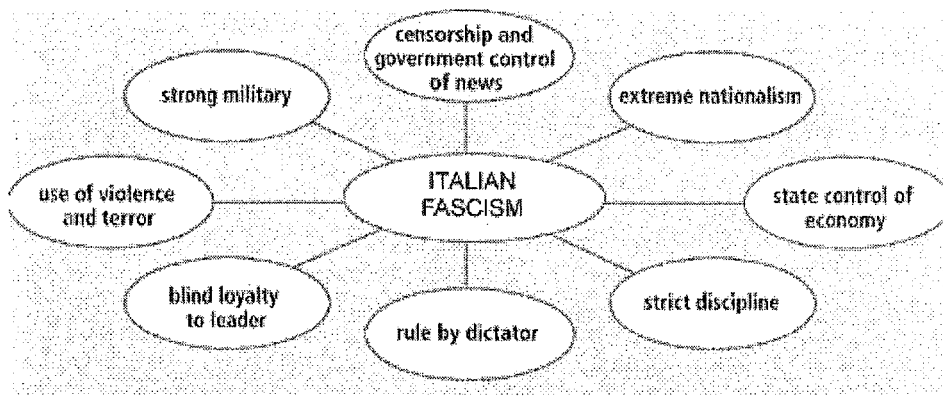 censorship and
government control
of news
strong military
extreme nationalism
ITALIAN
FASCISM
use of violence
and terror
state control of
economy
blind loyalty
to leader
rule by dictator
strict discipline